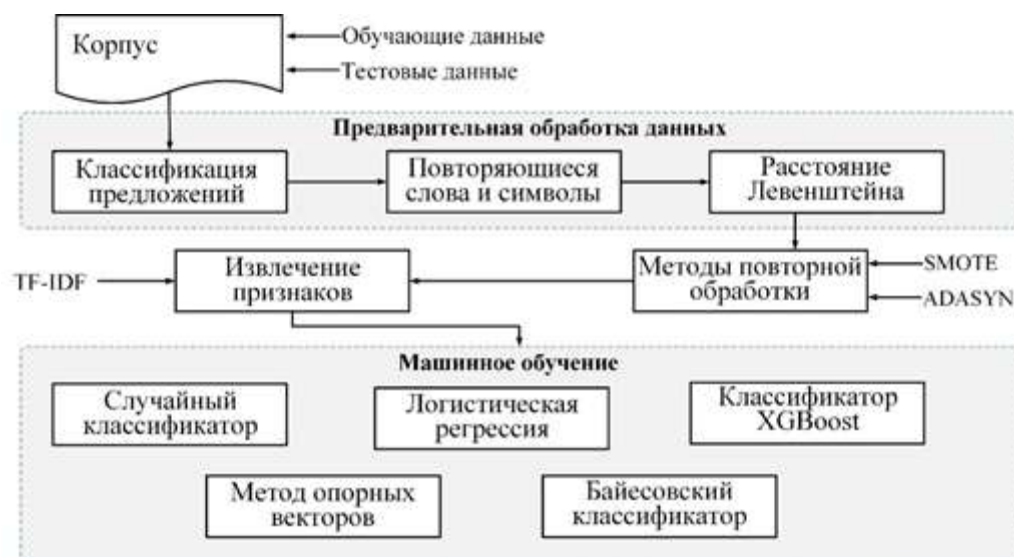 Корпус
Обучающие данные
Тестовые данные
Предварительная обработка данных
Классификация
предложений
Повторяющиеся
слова и символы
Расстояние
Левенштейна
TF-IDF
Извлечение
признаков
Методы повторной
обработки
SMOTE
ADASYN
Машинное обучение
Случайный
классификатор
Логистическая
регрессия
Классификатор
XGBoost
Метод опорных
векторов
Байесовский
классификатор